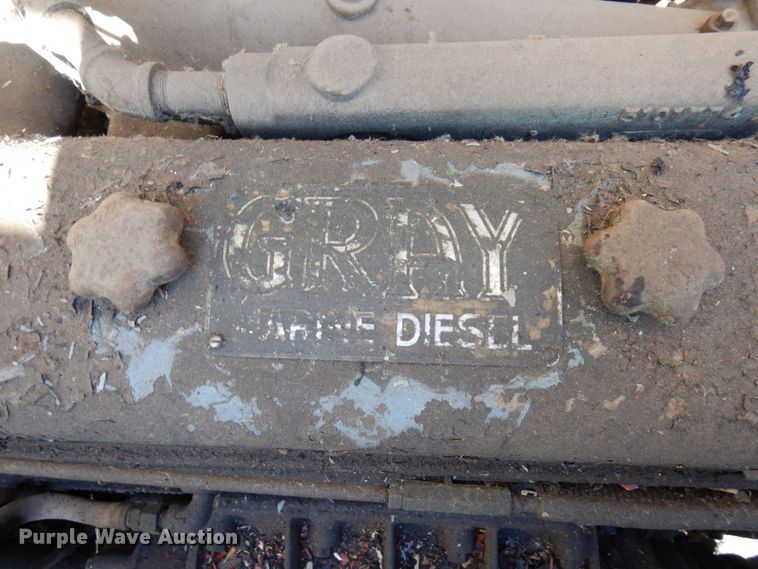 GRAY
MARINE DIESEL
Purple Wave Auction